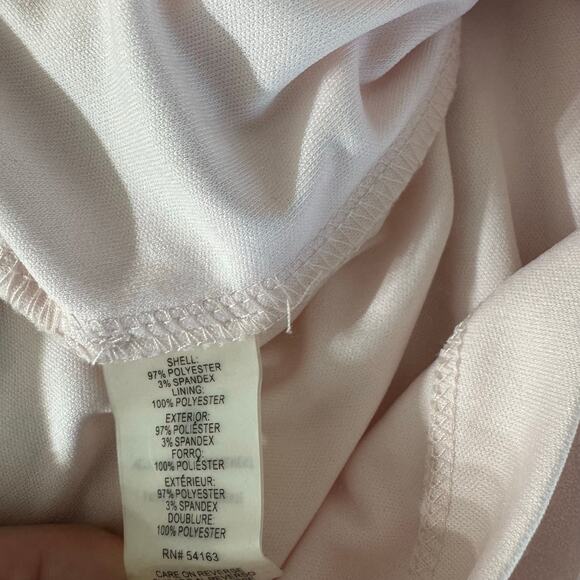 SHELL:
97% POLYESTER
3% SPANDEX
LINING:
100% POLYESTER
EXTERIOR:
97% POLIÉSTER
3% SPANDEX
FORRO:
100% POLIÉSTER
EXTÉRIEUR:
97% POLYESTER
3% SPANDEX
DOUBLURE:
100% POLYESTER
RN# 54163
CARE ON REVERSE
REVERSO